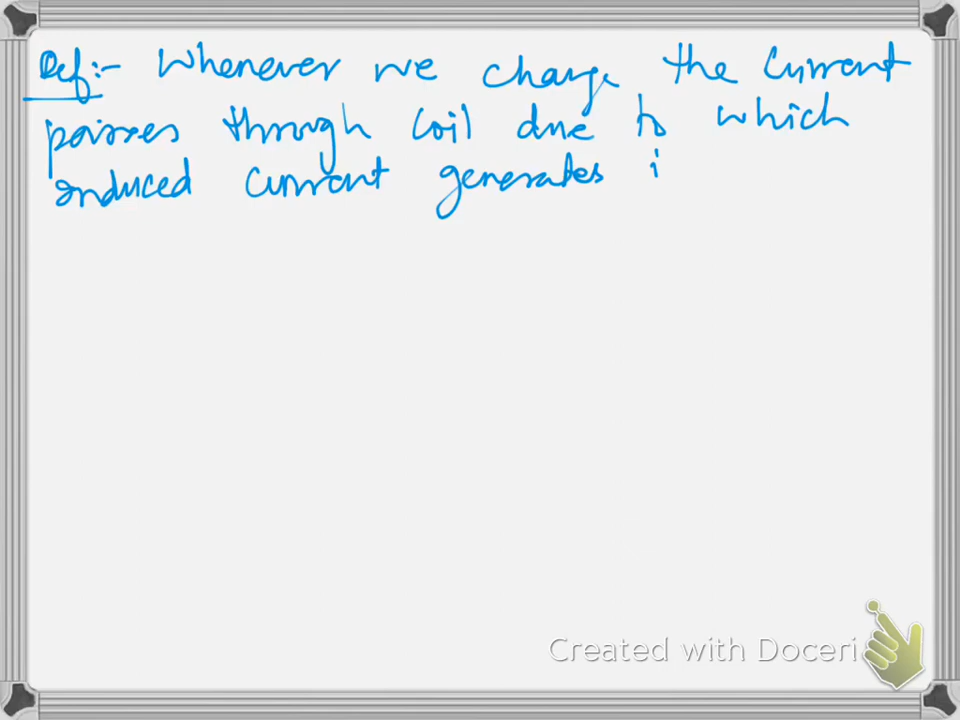 Def:- Whenever we change the current
passes through coil due to which
induced current generates i
Created with Doceri